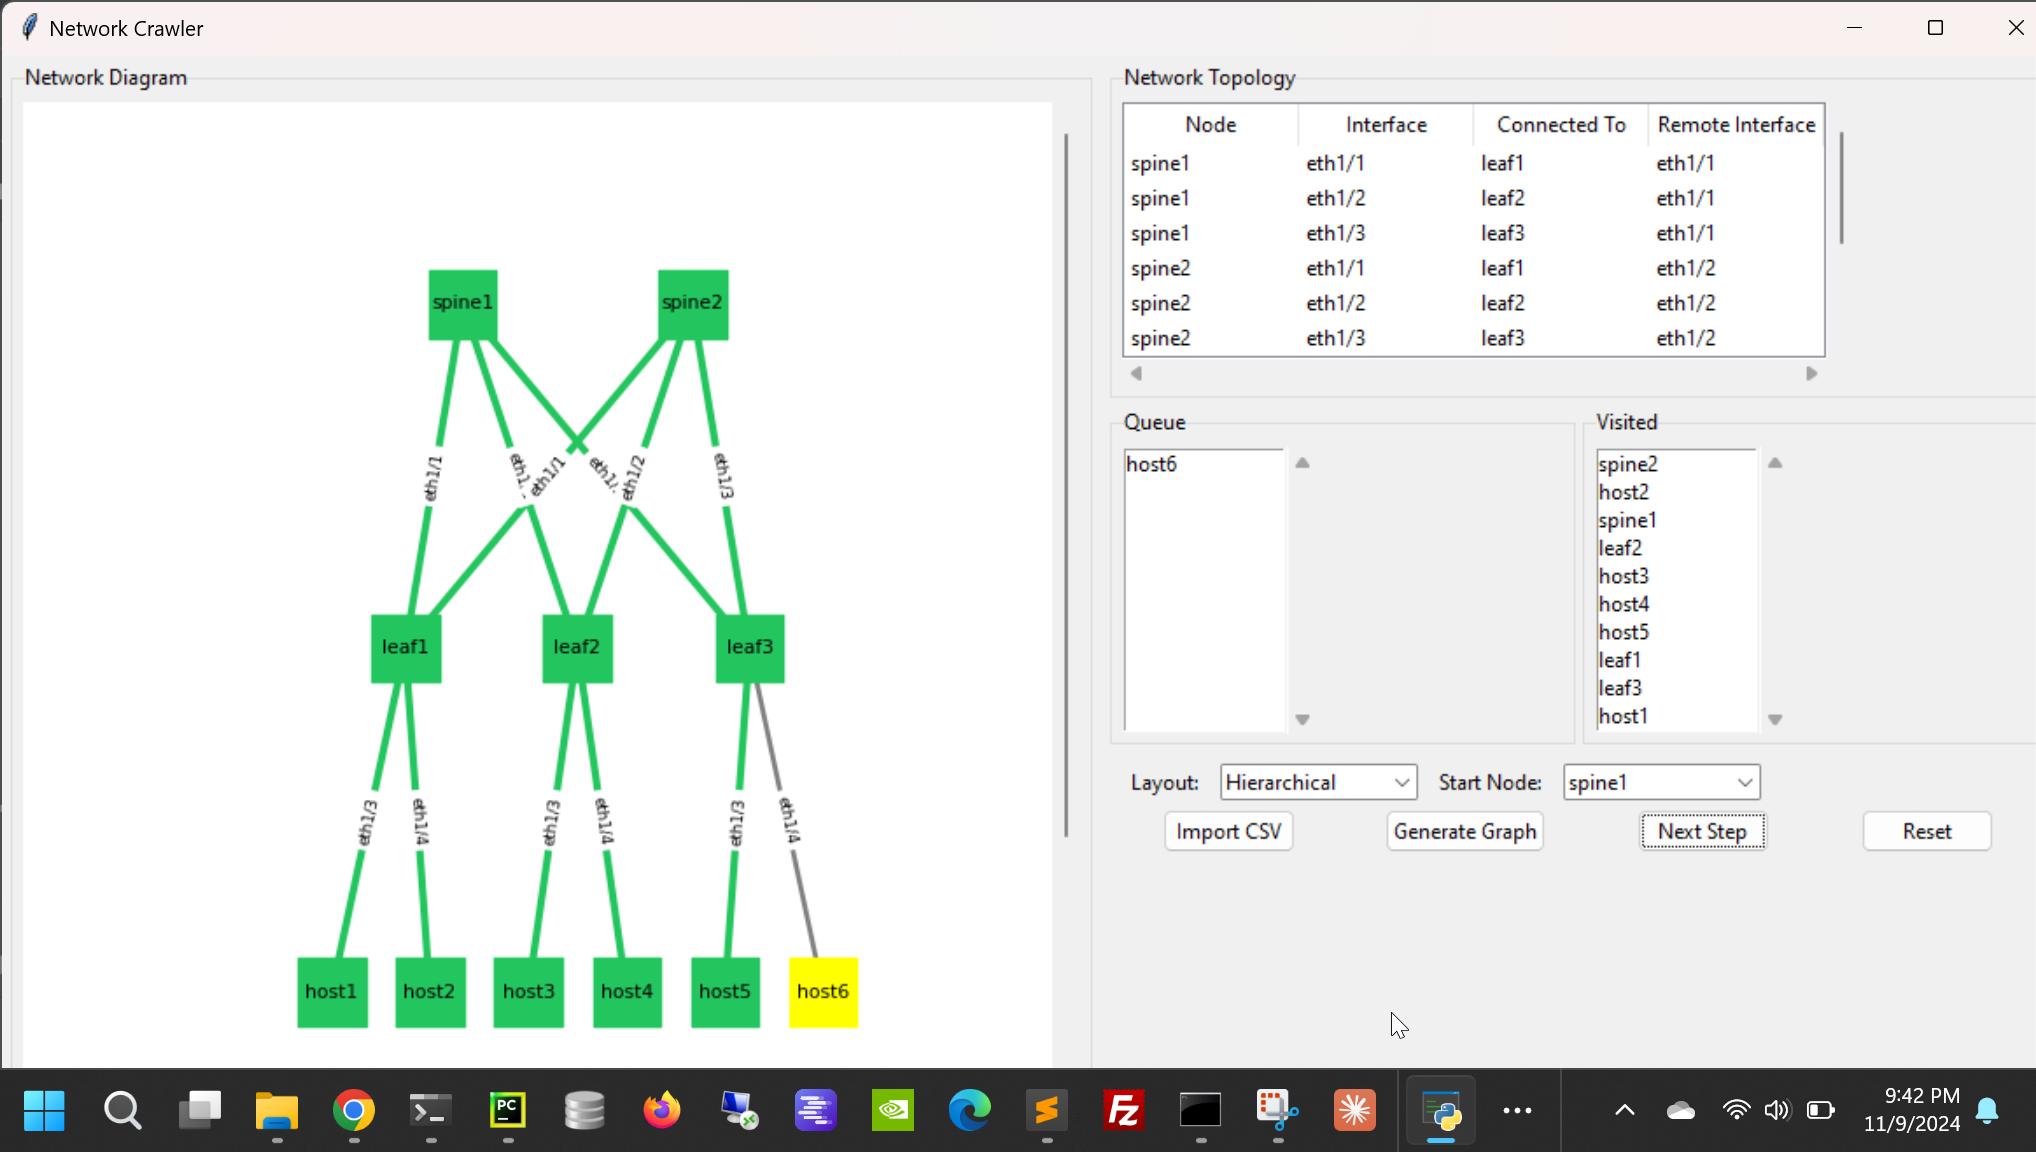 Network Crawler
Network Diagram
spine1 spine2
eth1/1 eth1/1 eth1/2 eth1/3
leaf1 leaf2 leaf3
eth1/3 eth1/4 eth1/3 eth1/4 eth1/3 eth1/4
host1 host2 host3 host4 host5 host6
Network Topology
Node Interface Connected To Remote Interface
spine1 eth1/1 leaf1 eth1/1
spine1 eth1/2 leaf2 eth1/1
spine1 eth1/3 leaf3 eth1/1
spine2 eth1/1 leaf1 eth1/2
spine2 eth1/2 leaf2 eth1/2
spine2 eth1/3 leaf3 eth1/2
Queue
host6
Visited
spine2
host2
spine1
leaf2
host3
host4
host5
leaf1
leaf3
host1
Layout: Hierarchical Start Node: spine1
Import CSV Generate Graph Next Step Reset
PC
Fz
9:42 PM
11/9/2024